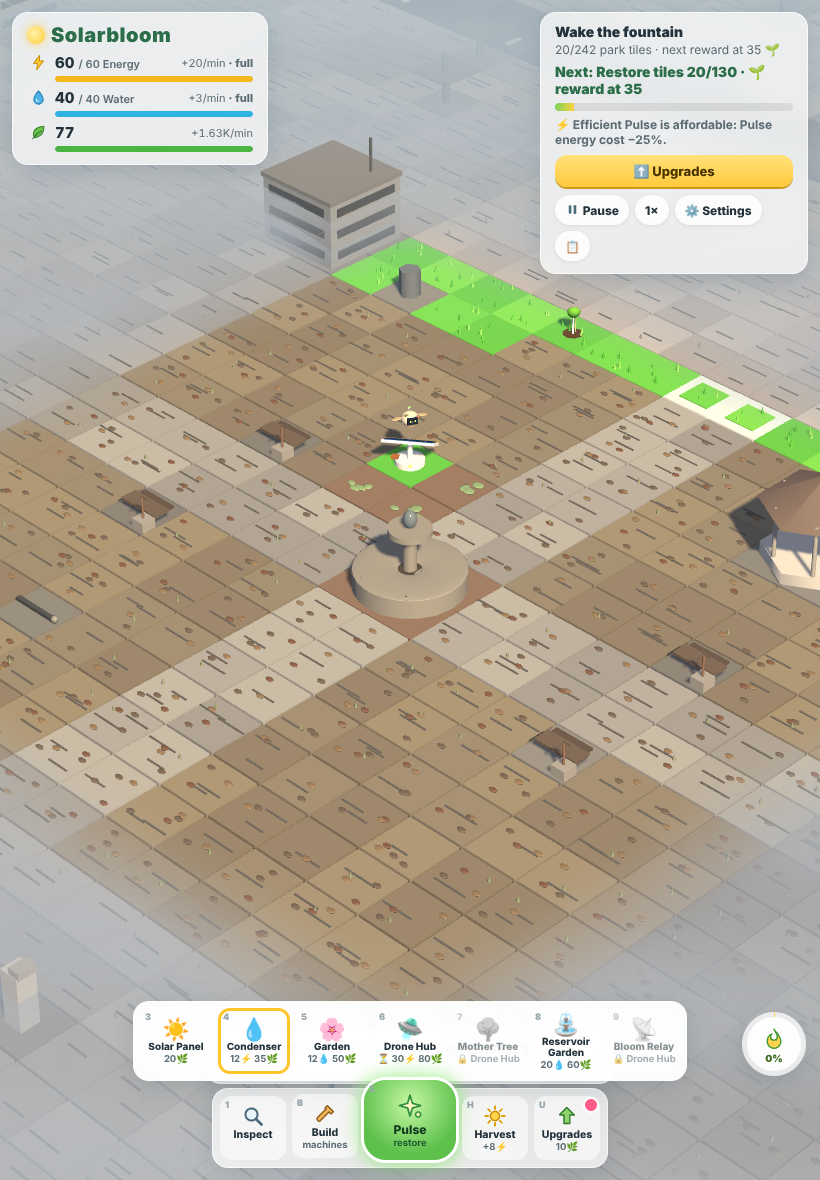 Solarbloom
60 / 60 Energy +20/min · full
40 / 40 Water +3/min · full
77 +1.63K/min
Wake the fountain
20/242 park tiles · next reward at 35 🌱
Next: Restore tiles 20/130 · 🌱
reward at 35
⚡ Efficient Pulse is affordable: Pulse
energy cost −25%.
⬆️ Upgrades
⏸ Pause 1× ⚙️ Settings
📋
3 4 5 6 7 8 9
Solar Panel
20🌿
Condenser
12⚡ 35🌿
Garden
12💧 50🌿
Drone Hub
⏳ 30⚡ 80🌿
Mother Tree
🔒 Drone Hub
Reservoir
Garden
20💧 60🌿
Bloom Relay
🔒 Drone Hub
0%
1
Inspect
B
Build
machines
Pulse
restore
H
Harvest
+8⚡
U
Upgrades
10🌿